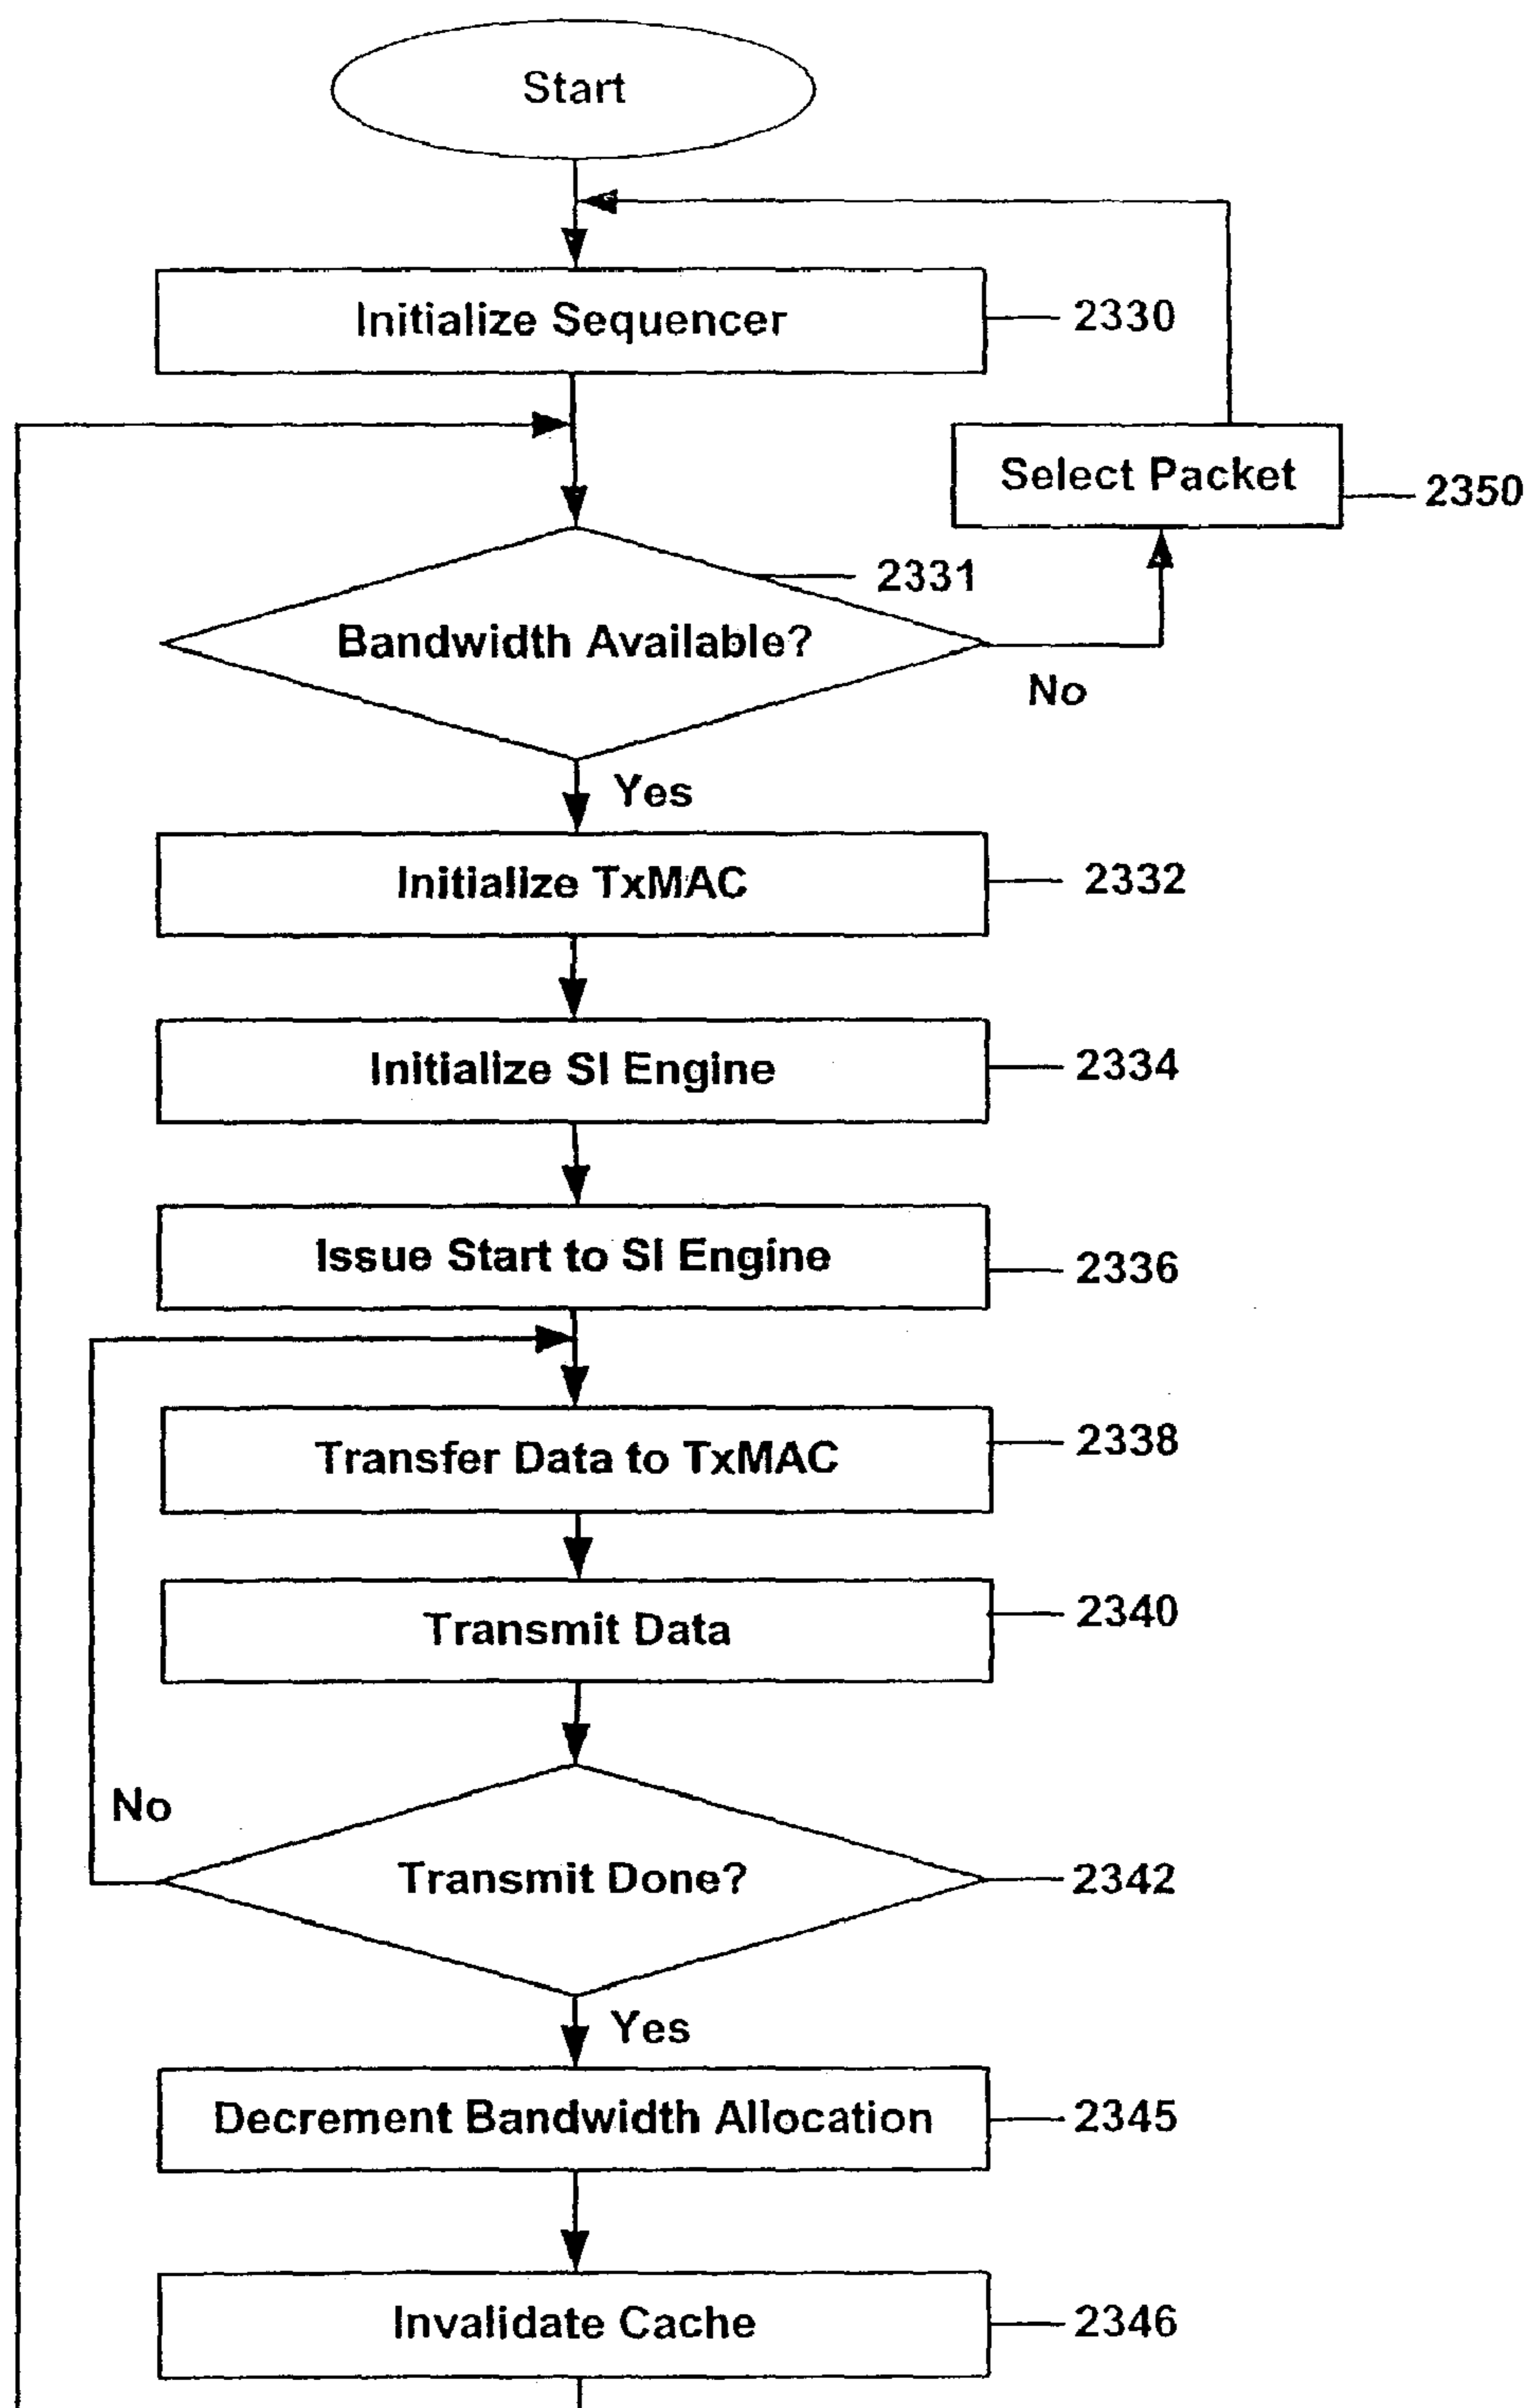 Start
Initialize Sequencer
2330
Select Packet
2350
2331
Bandwidth Available?
No
Yes
Initialize TxMAC
2332
Initialize SI Engine
2334
Issue Start to SI Engine
2336
Transfer Data to TxMAC
2338
Transmit Data
2340
No
Transmit Done?
2342
Yes
Decrement Bandwidth Allocation
2345
Invalidate Cache
2346